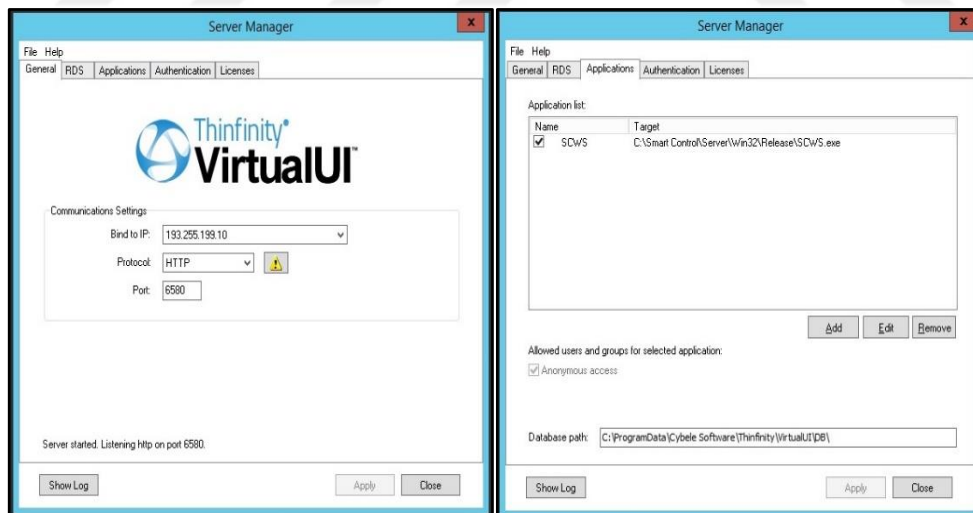 Server Manager
x
File Help
General RDS Applications Authentication Licenses
Thinfinity®
VirtualUI™
Communications Settings
Bind to IP: 193.255.199.10
Protocol: HTTP
Port: 6580
Server started. Listening http on port 6580.
Show Log Apply Close
Server Manager
x
File Help
General RDS Applications Authentication Licenses
Application list:
Name Target
SCWS C:\Smart Control\Server\Win32\Release\SCWS.exe
Add Edit Remove
Allowed users and groups for selected application:
Anonymous access
Database path: C:\ProgramData\Cybele Software\Thinfinity\VirtualUI\DB\
Show Log Apply Close